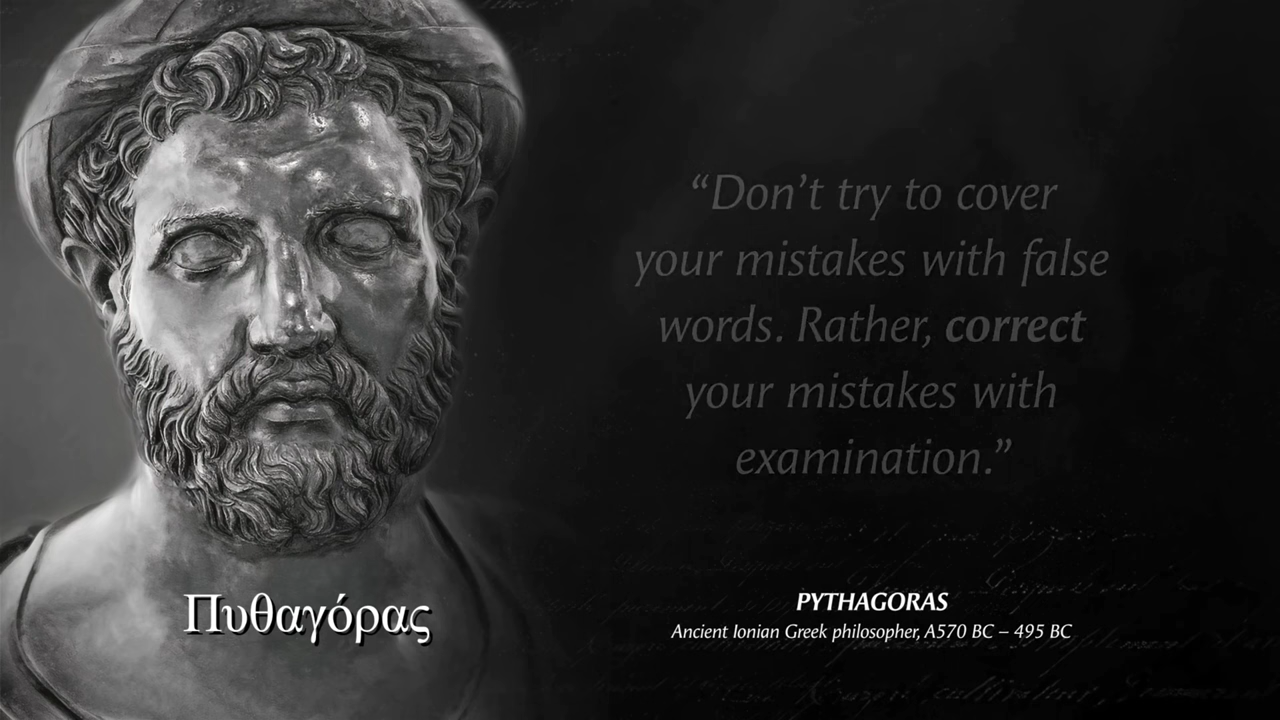 “Don’t try to cover
your mistakes with false
words. Rather, correct
your mistakes with
examination.”
Πυθαγόρας
PYTHAGORAS
Ancient Ionian Greek philosopher, A570 BC – 495 BC